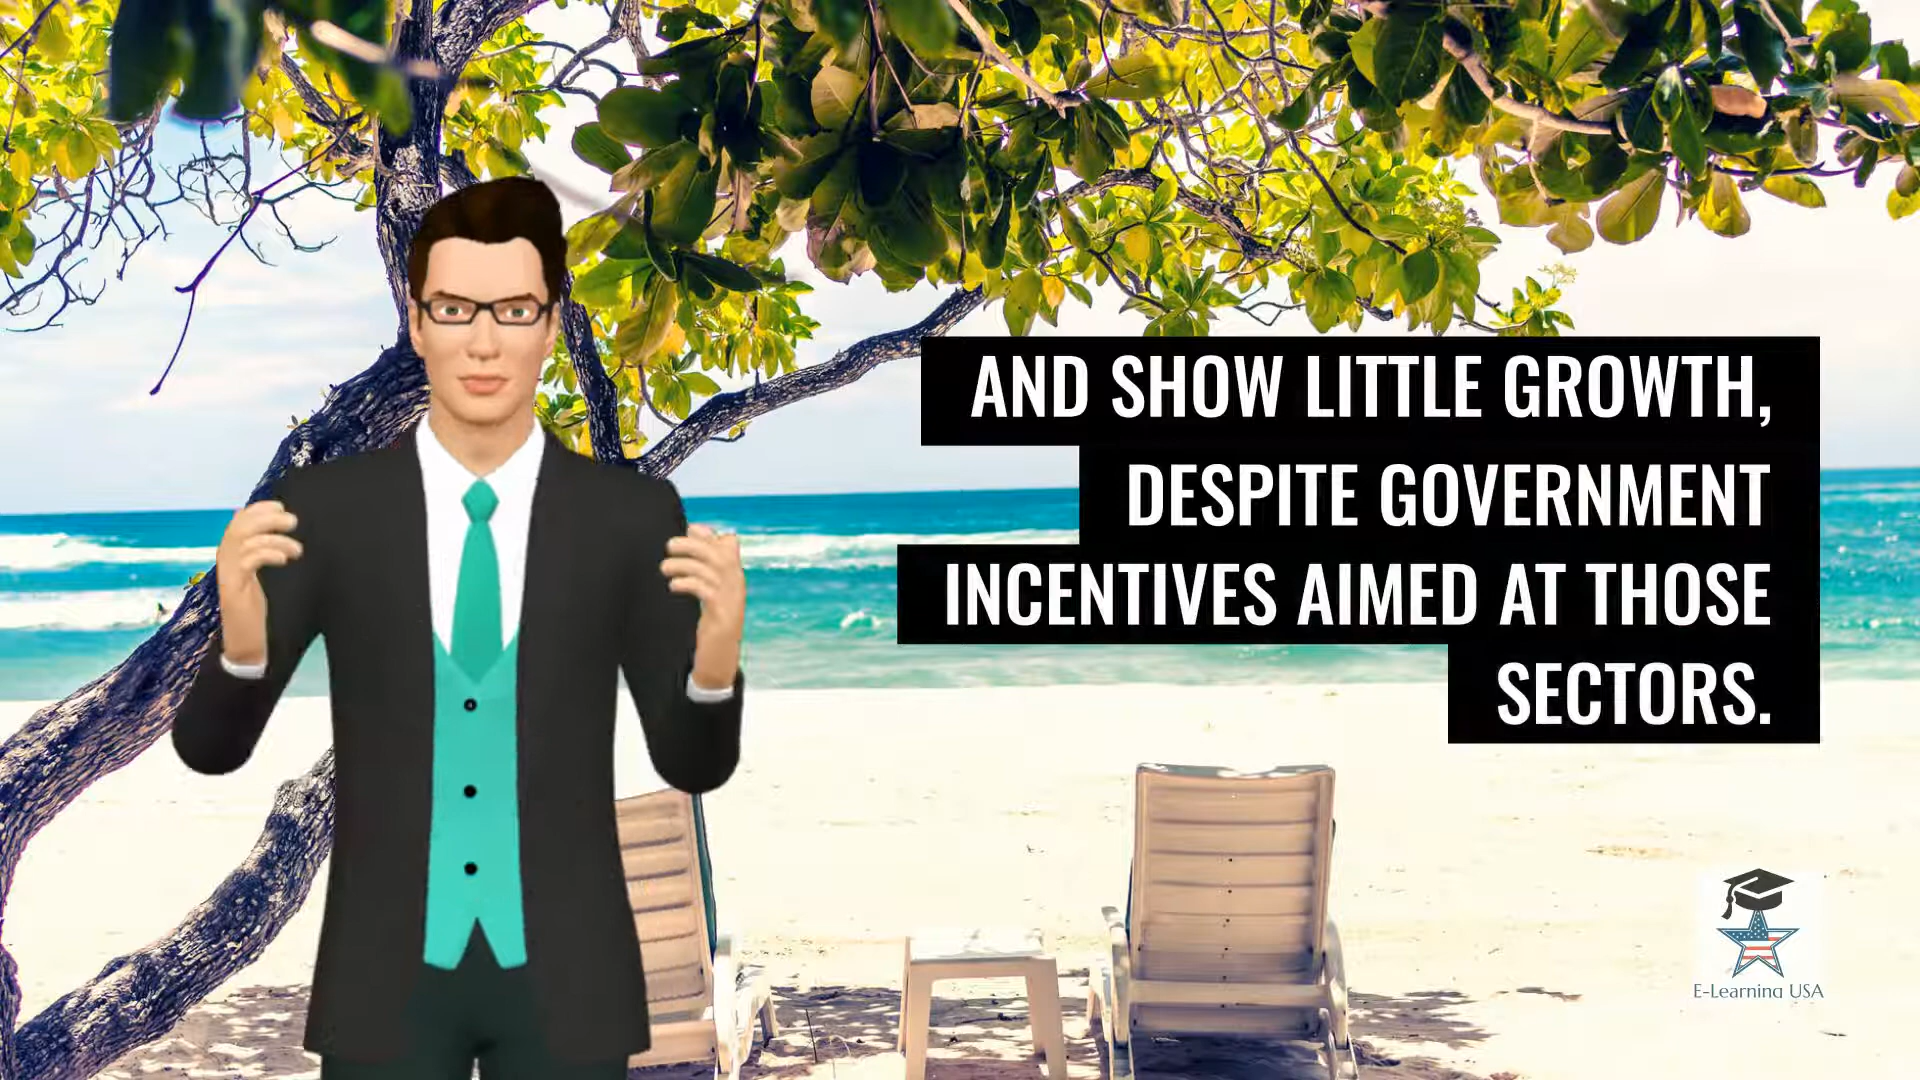 AND SHOW LITTLE GROWTH,
DESPITE GOVERNMENT
INCENTIVES AIMED AT THOSE
SECTORS.
E-Learning USA